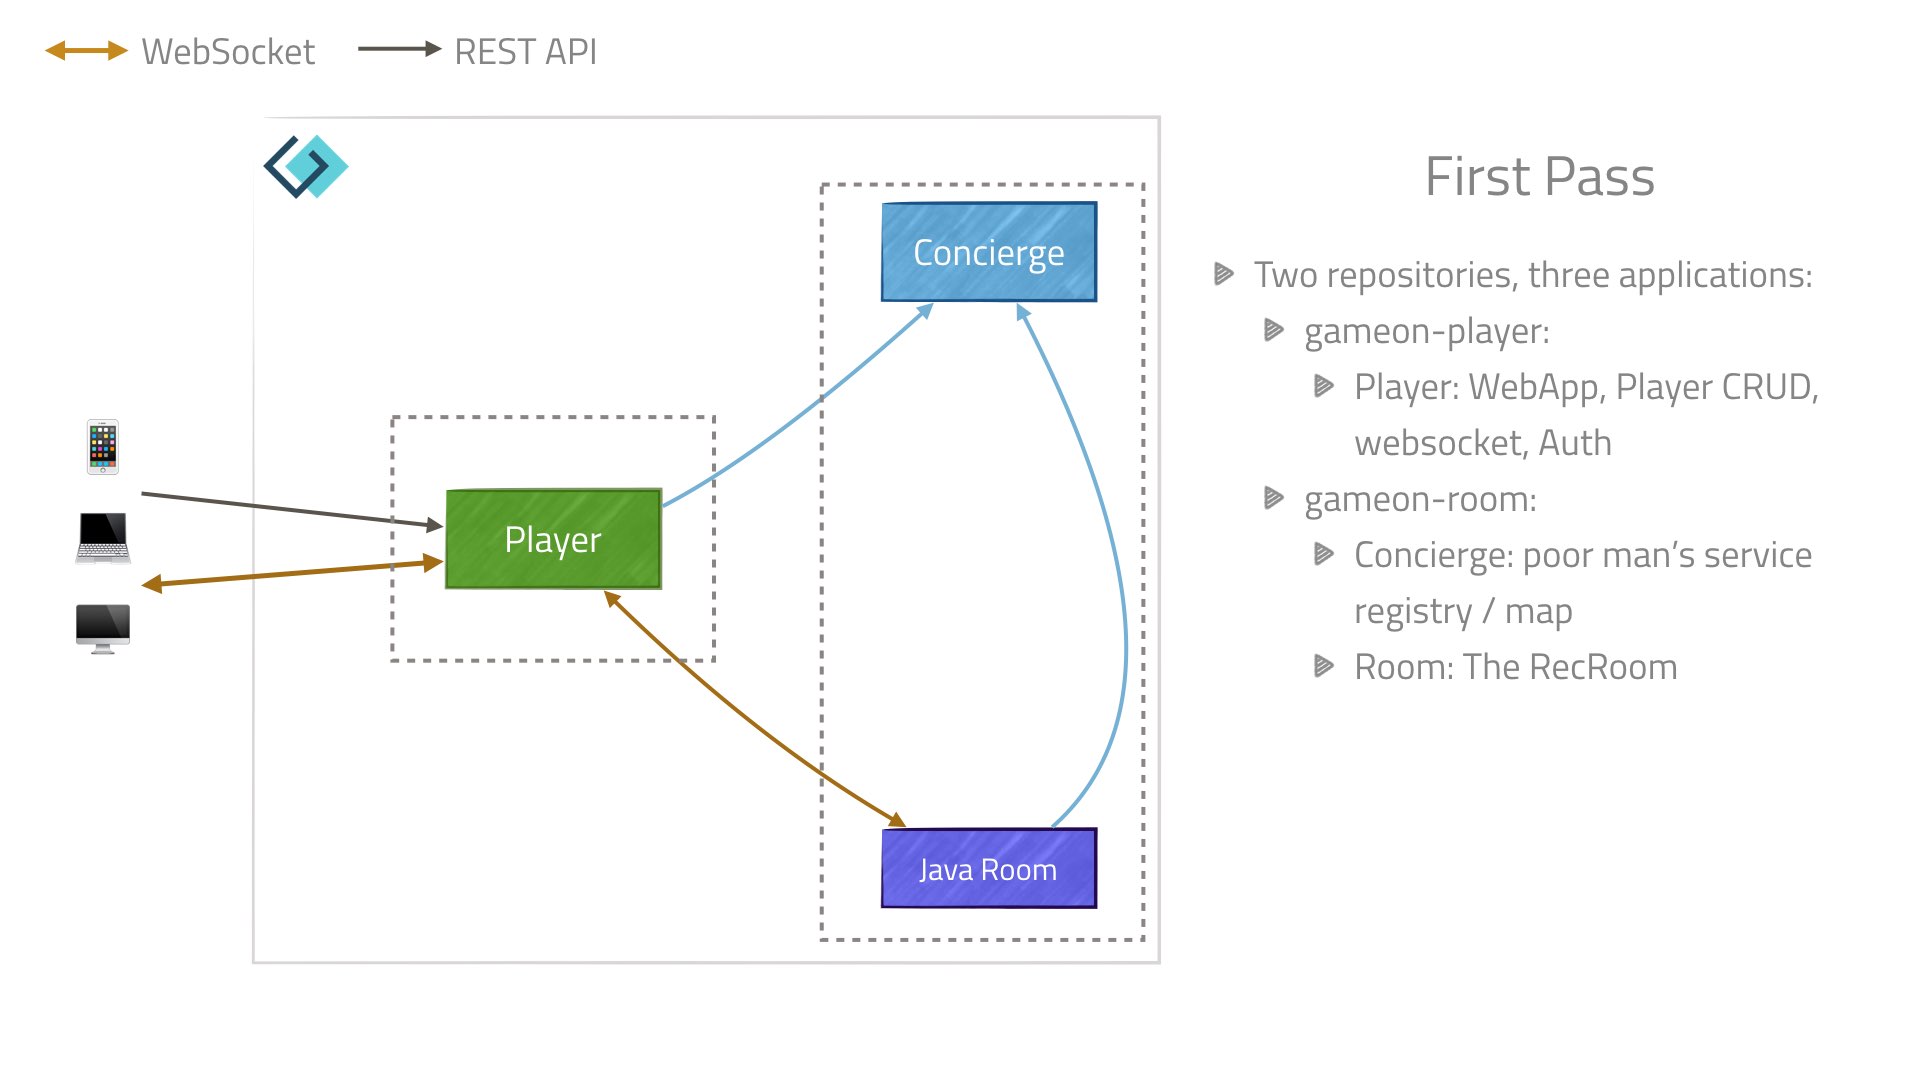 WebSocket
REST API
Concierge
Player
Java Room
First Pass
Two repositories, three applications:
gameon-player:
Player: WebApp, Player CRUD,
websocket, Auth
gameon-room:
Concierge: poor man’s service
registry / map
Room: The RecRoom